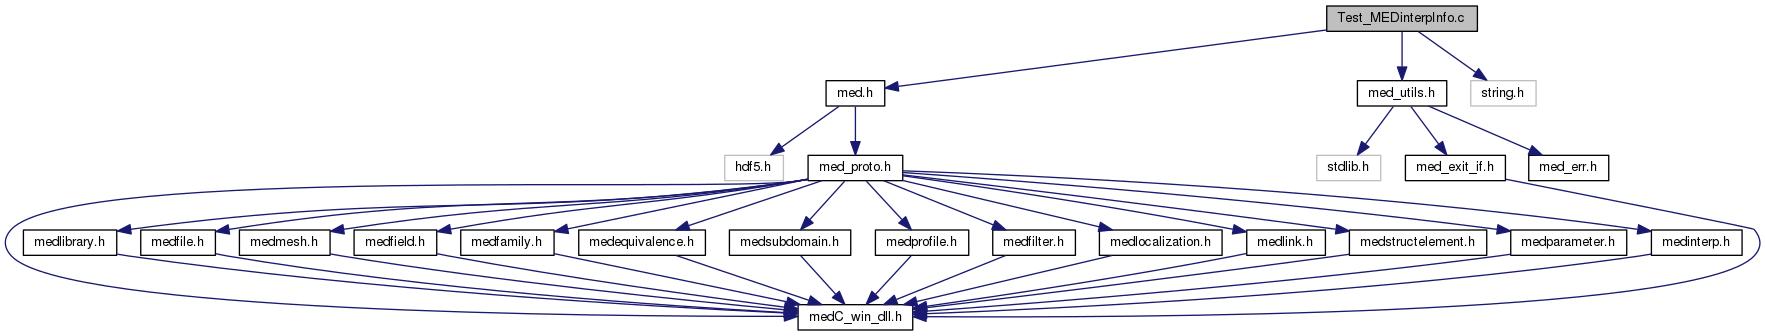 Test_MEDinterpInfo.c
med.h
med_utils.h
string.h
hdf5.h
med_proto.h
stdlib.h
med_exit_if.h
med_err.h
medlibrary.h
medfile.h
medmesh.h
medfield.h
medfamily.h
medequivalence.h
medsubdomain.h
medprofile.h
medfilter.h
medlocalization.h
medlink.h
medstructelement.h
medparameter.h
medinterp.h
medC_win_dll.h